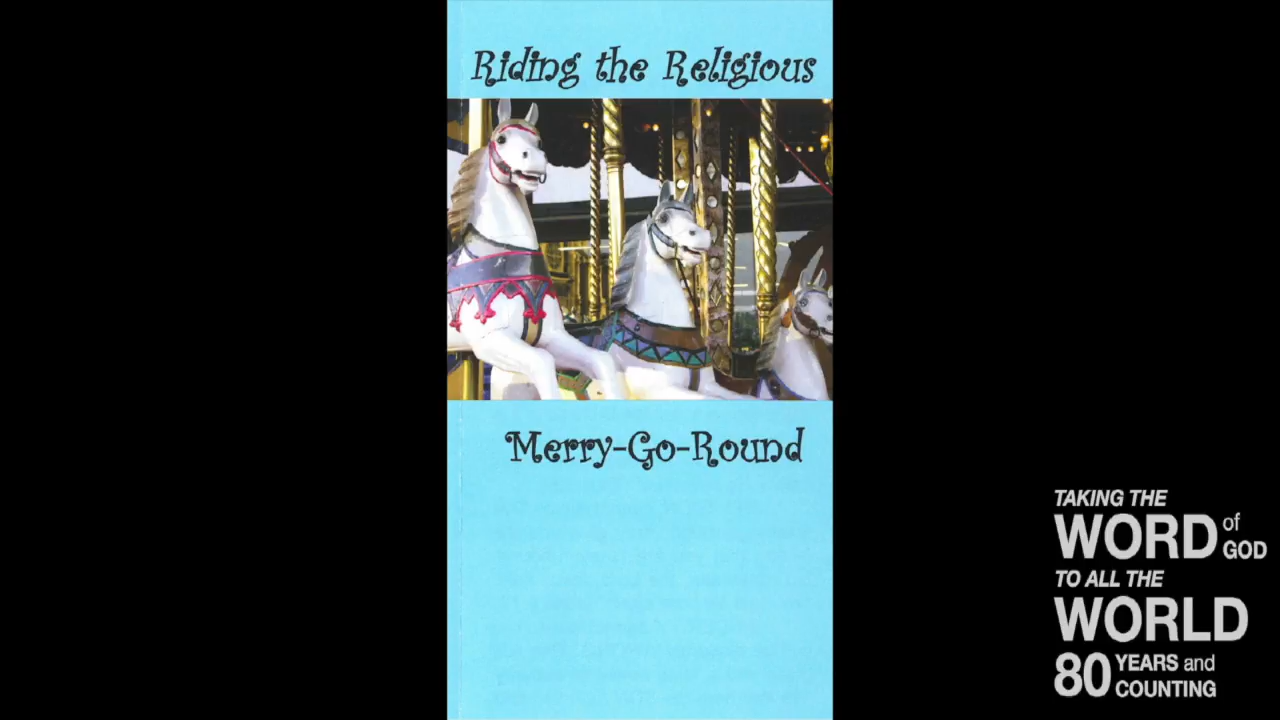 Riding the Religious
Merry-Go-Round
TAKING THE
WORD of GOD
TO ALL THE
WORLD
80 YEARS and
COUNTING